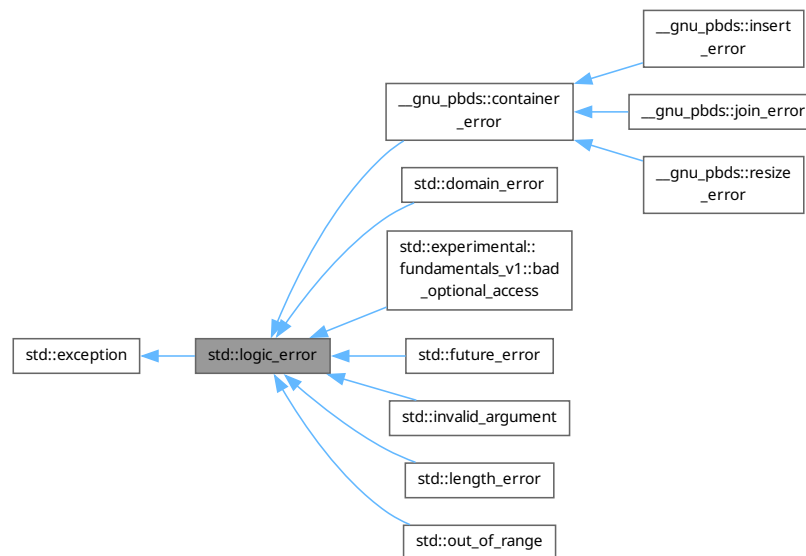 __gnu_pbds::insert
_error
__gnu_pbds::container
_error
__gnu_pbds::join_error
__gnu_pbds::resize
_error
std::domain_error
std::experimental::
fundamentals_v1::bad
_optional_access
std::exception
std::logic_error
std::future_error
std::invalid_argument
std::length_error
std::out_of_range